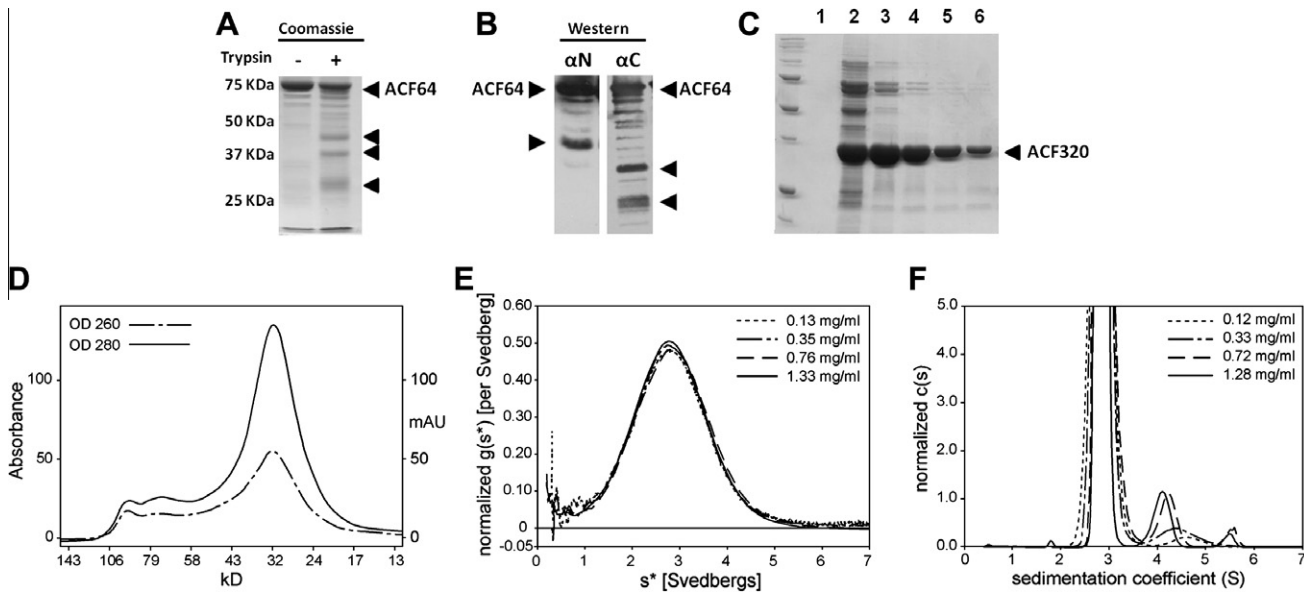 A
Coomassie
Trypsin - +
75 KDa
ACF64
50 KDa
37 KDa
25 KDa
B
Western
αN αC
ACF64
ACF64
C
1 2 3 4 5 6
ACF320
D
OD 260
OD 280
Absorbance
100
50
0
100
mAU
50
0
143 106 79 58 43 32 24 17 13
kD
E
normalized g(s*) [per Svedberg]
0.60
0.50
0.40
0.30
0.20
0.10
0
-0.05
0.13 mg/ml
0.35 mg/ml
0.76 mg/ml
1.33 mg/ml
0 1 2 3 4 5 6 7
s* [Svedbergs]
F
normalized c(s)
5.0
4.0
3.0
2.0
1.0
0.0
0.12 mg/ml
0.33 mg/ml
0.72 mg/ml
1.28 mg/ml
0 1 2 3 4 5 6 7
sedimentation coefficient (S)